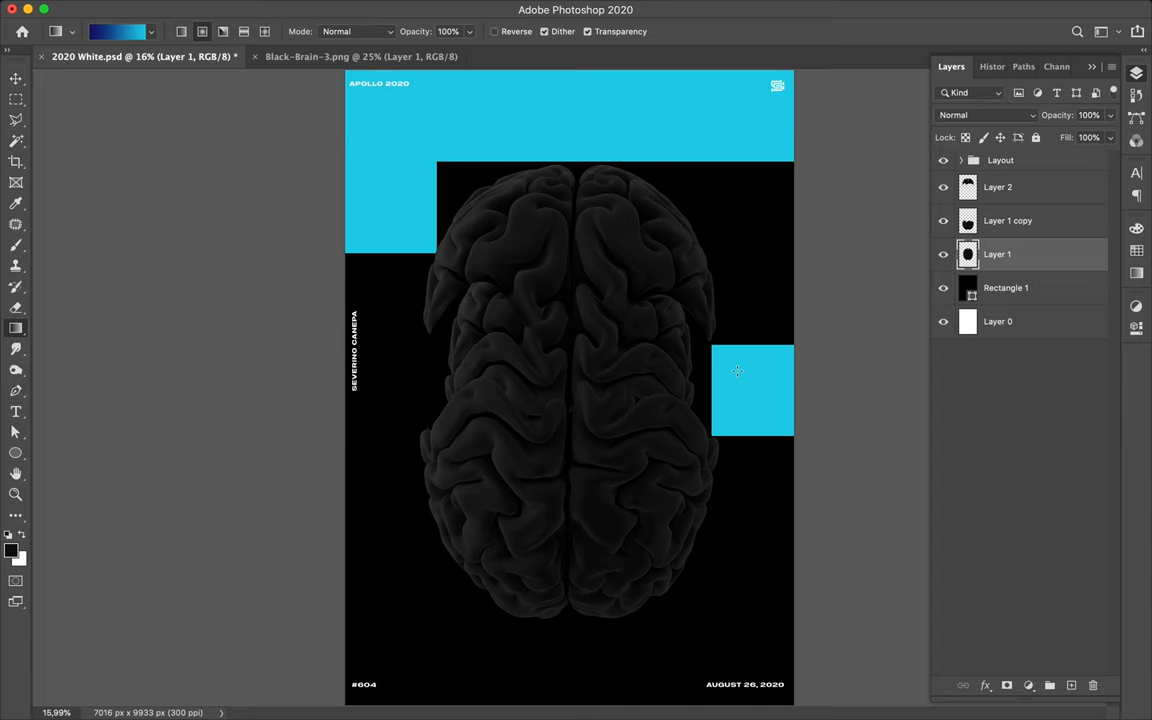 Adobe Photoshop 2020
Mode: Normal Opacity: 100% Reverse Dither Transparency
2020 White.psd @ 16% (Layer 1, RGB/8) * Black-Brain-3.png @ 25% (Layer 1, RGB/8)
Layers Histor Paths Chann
Kind
Normal Opacity: 100%
Lock: Fill: 100%
Layout
Layer 2
Layer 1 copy
Layer 1
Rectangle 1
Layer 0
APOLLO 2020
SEVERINO CANEPA
#604 AUGUST 26, 2020
15,99% 7016 px x 9933 px (300 ppi)